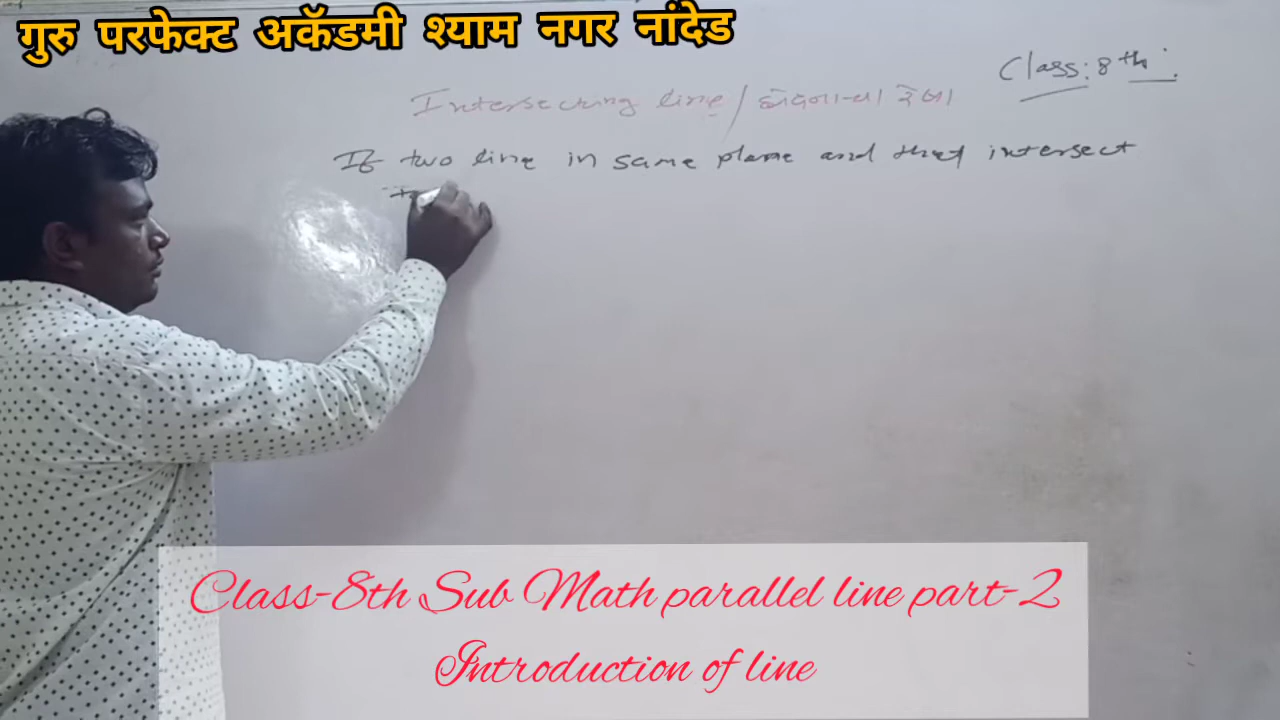 गुरु परफेक्ट अकॅडमी श्याम नगर नांदेड
Class: 8th
Intersecting line / छेदणाऱ्या रेषा
If two line in same plane and that intersect
Class-8th Sub Math parallel line part-2
Introduction of line